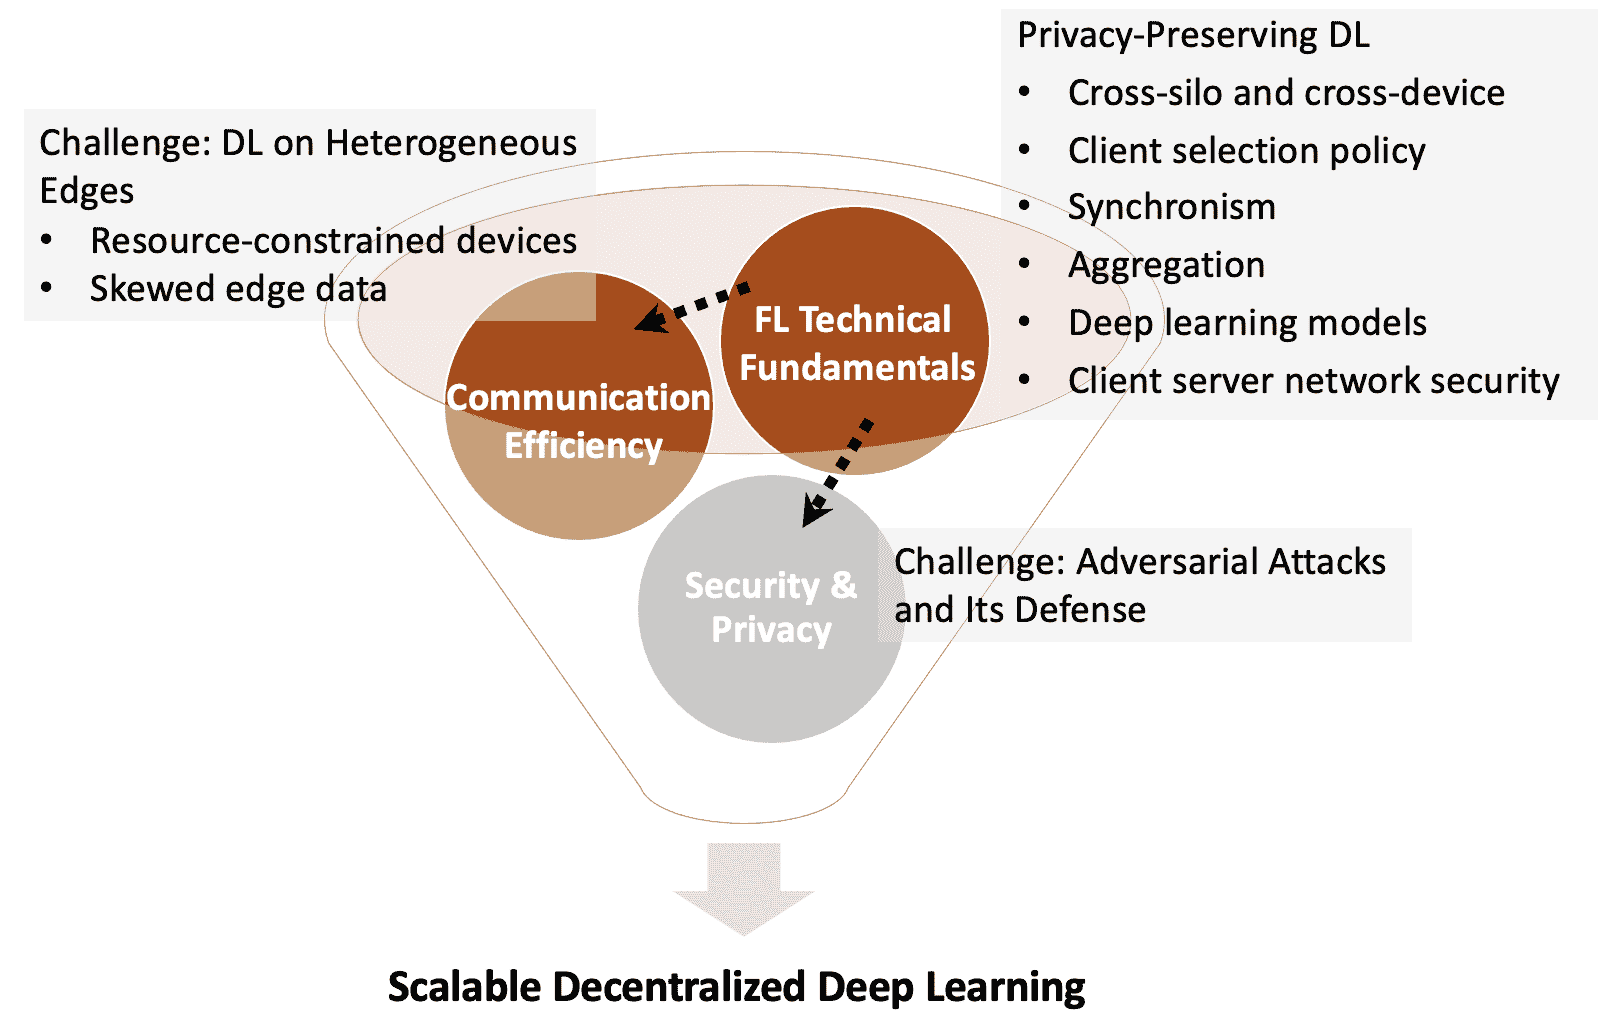 Privacy-Preserving DL
• Cross-silo and cross-device
• Client selection policy
• Synchronism
• Aggregation
• Deep learning models
• Client server network security
Challenge: DL on Heterogeneous
Edges
• Resource-constrained devices
• Skewed edge data
FL Technical
Fundamentals
Communication
Efficiency
Security &
Privacy
Challenge: Adversarial Attacks
and Its Defense
Scalable Decentralized Deep Learning